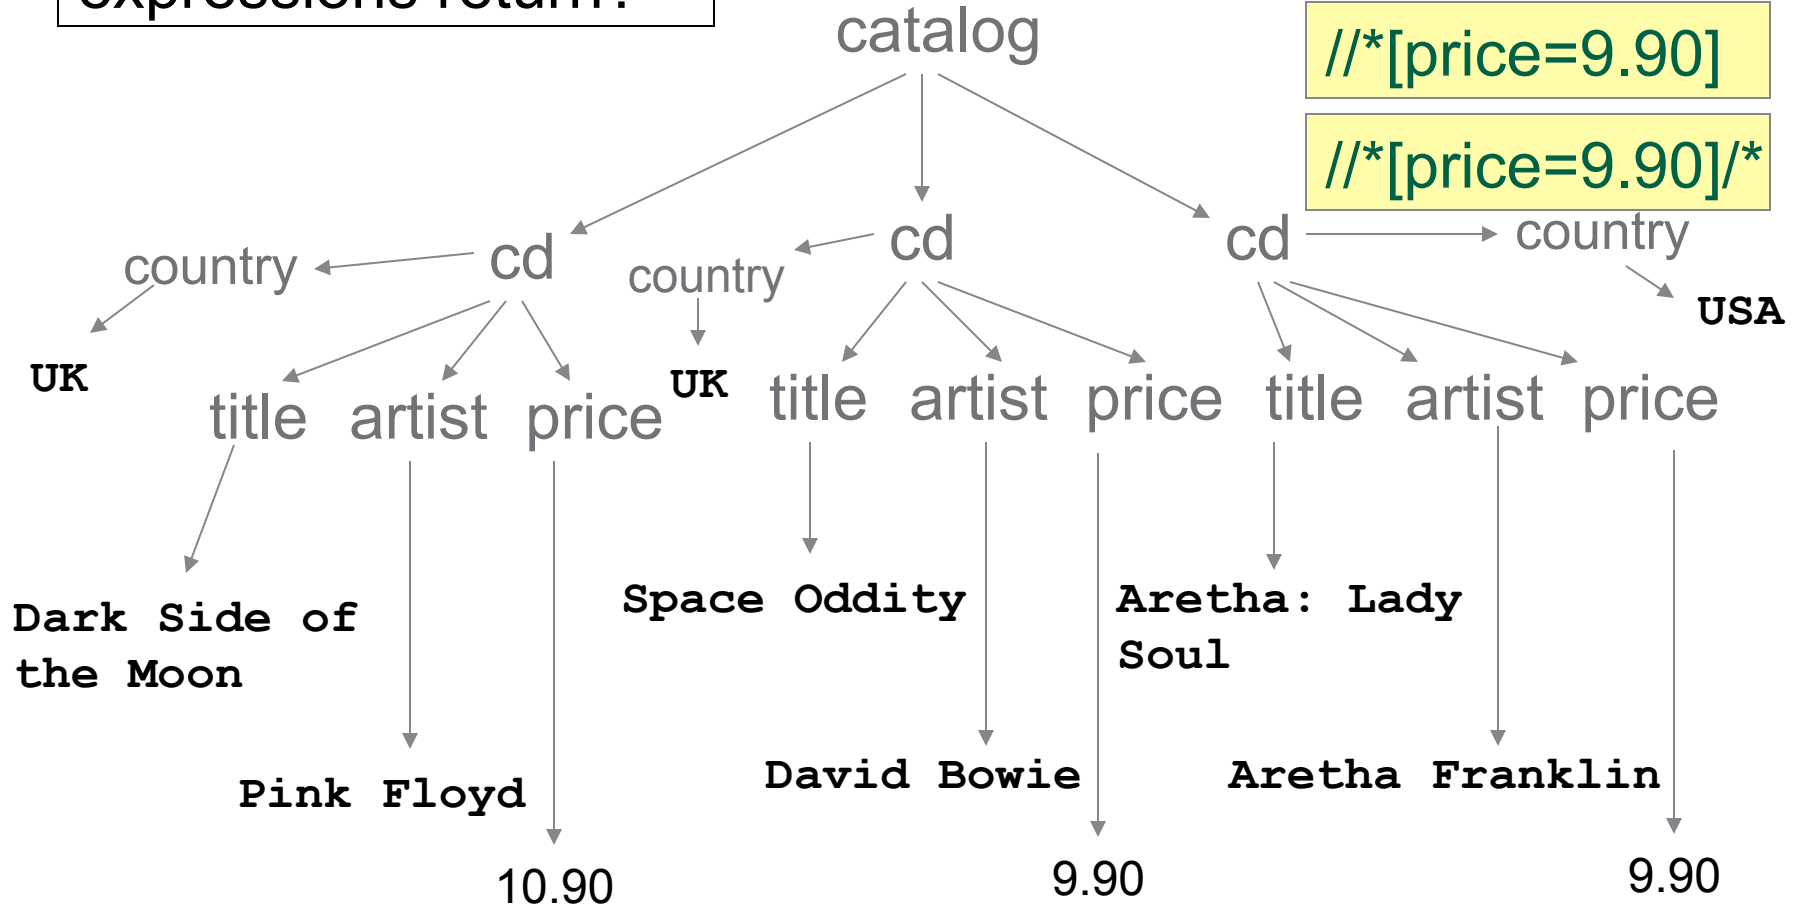 expressions return?
catalog
//*[price=9.90]
//*[price=9.90]/*
country cd country cd cd country
UK UK USA
title artist price title artist price title artist price
Dark Side of
the Moon
Space Oddity
Aretha: Lady
Soul
Pink Floyd David Bowie Aretha Franklin
10.90 9.90 9.90